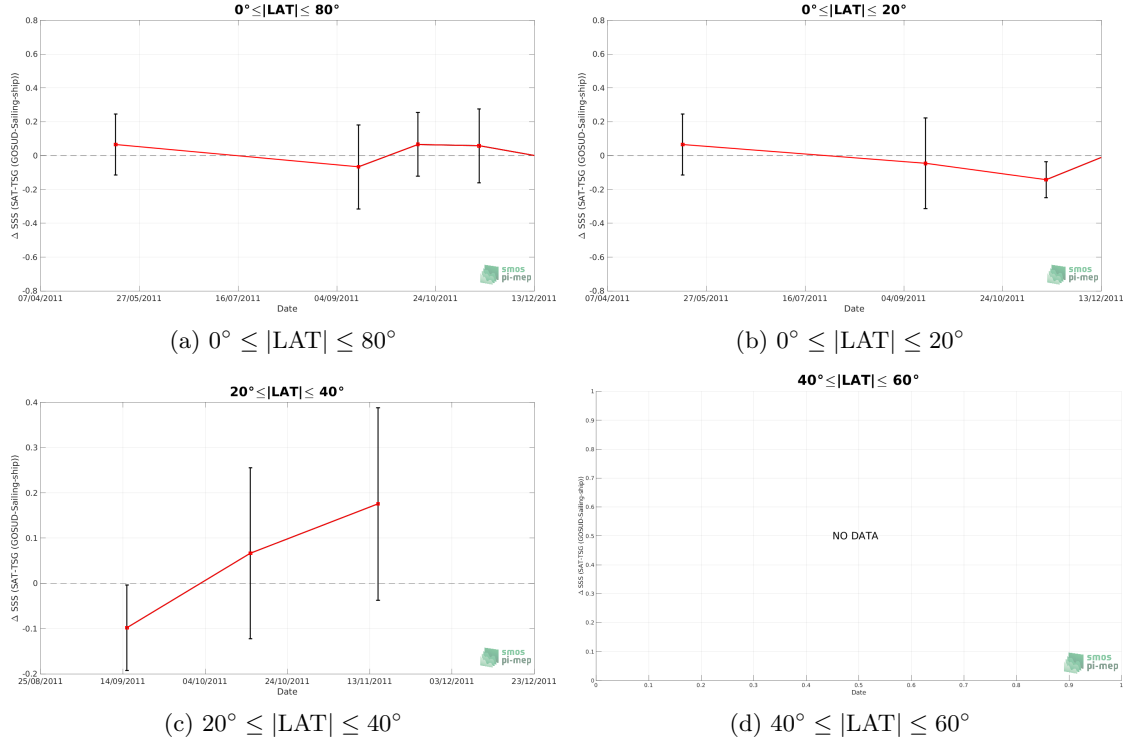 0°≤|LAT|≤ 80°
Δ SSS (SAT-TSG (GOSUD-Sailing-ship))
0.8
0.6
0.4
0.2
0
-0.2
-0.4
-0.6
-0.8
07/04/2011 27/05/2011 16/07/2011 04/09/2011 24/10/2011 13/12/2011
Date
smos
pi-mep
(a) 0° ≤ |LAT| ≤ 80°
0°≤|LAT|≤ 20°
Δ SSS (SAT-TSG (GOSUD-Sailing-ship))
0.8
0.6
0.4
0.2
0
-0.2
-0.4
-0.6
-0.8
07/04/2011 27/05/2011 16/07/2011 04/09/2011 24/10/2011 13/12/2011
Date
smos
pi-mep
(b) 0° ≤ |LAT| ≤ 20°
20°≤|LAT|≤ 40°
Δ SSS (SAT-TSG (GOSUD-Sailing-ship))
0.4
0.3
0.2
0.1
0
-0.1
-0.2
25/08/2011 14/09/2011 04/10/2011 24/10/2011 13/11/2011 03/12/2011 23/12/2011
Date
smos
pi-mep
(c) 20° ≤ |LAT| ≤ 40°
40°≤|LAT|≤ 60°
Δ SSS (SAT-TSG (GOSUD-Sailing-ship))
1
0.9
0.8
0.7
0.6
0.5
0.4
0.3
0.2
0.1
0
NO DATA
0 0.1 0.2 0.3 0.4 0.5 0.6 0.7 0.8 0.9 1
Date
smos
pi-mep
(d) 40° ≤ |LAT| ≤ 60°